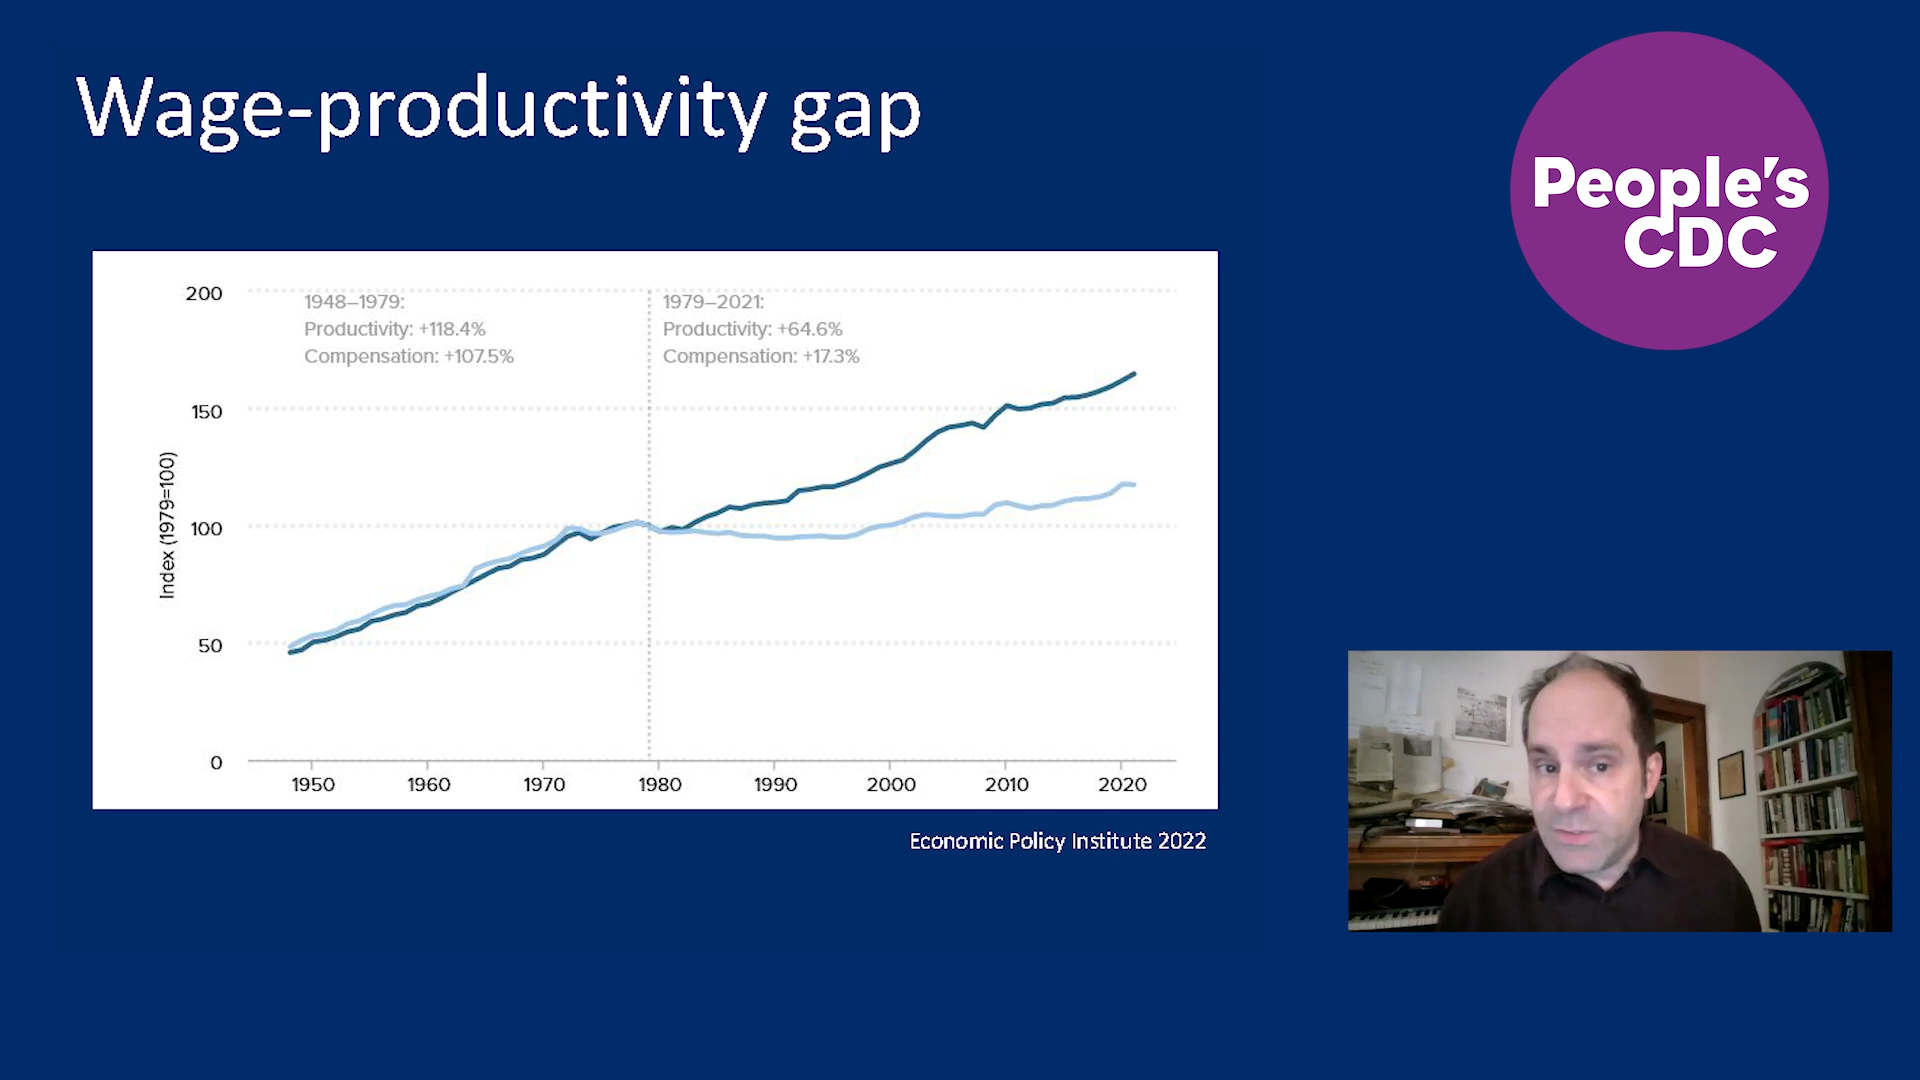 Wage-productivity gap
People's
CDC
200
150
100
50
0
Index (1979=100)
1948–1979:
Productivity: +118.4%
Compensation: +107.5%
1979–2021:
Productivity: +64.6%
Compensation: +17.3%
1950
1960
1970
1980
1990
2000
2010
2020
Economic Policy Institute 2022